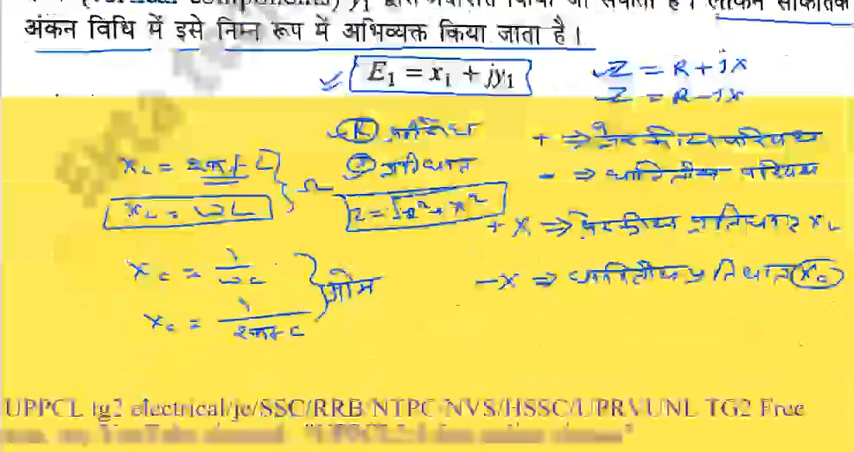 अंकन विधि में इसे निम्न रूप में अभिव्यक्त किया जाता है।
E₁ = x₁ + jy₁
Z = R + jX
Z = R - jX
R प्रतिरोध
+ ⇒ प्रेरकीय परिपथ
X_L = 2πfL
- ⇒ धारितीय परिपथ
X_L = ωL
Ω
Z = √R² + X²
+ X ⇒ प्रेरकीय प्रतिघात X_L
X_C = 1/ωC
ओम
-X ⇒ धारितीय प्रतिघात X_C
X_C = 1/2πfC
UPPCL tg2 electrical/je/SSC/RRB/NTPC-NVS/HSSC/UPRVUNL TG2 Free